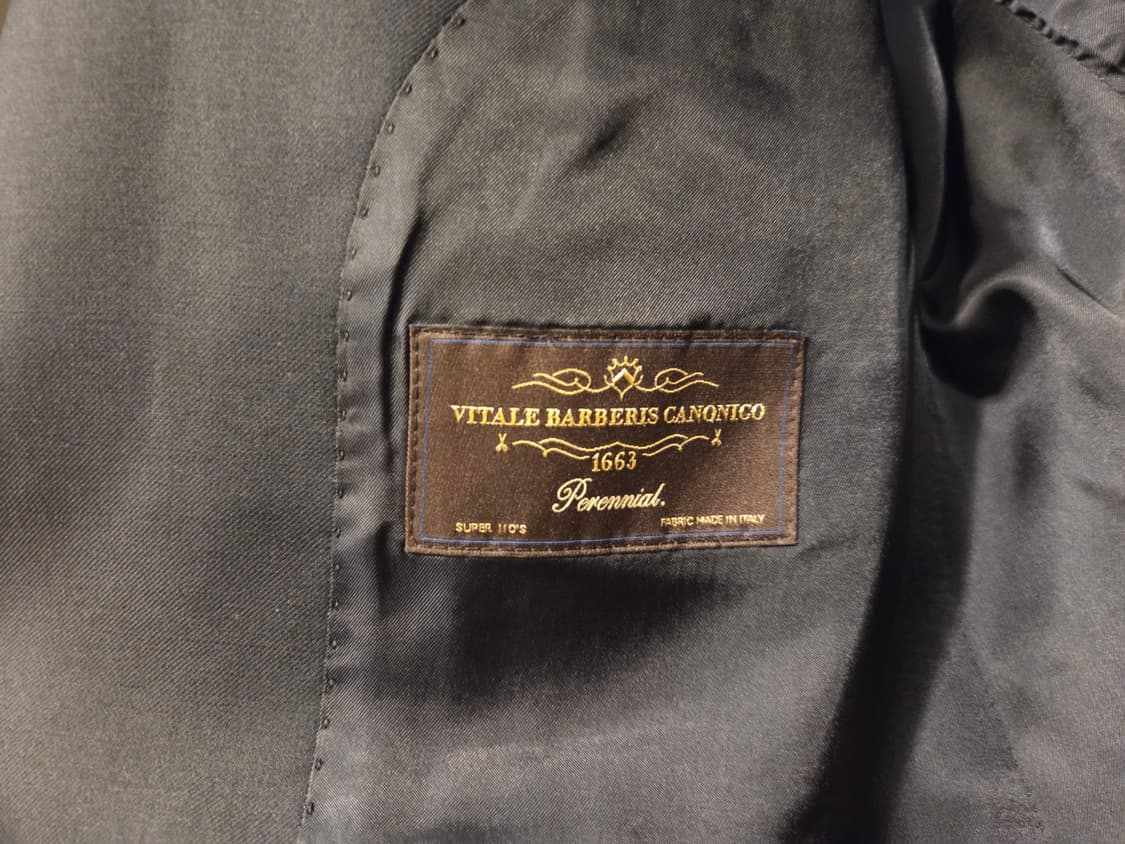 VITALE BARBERIS CANONICO
1663
Perennial.
SUPER 110'S
FABRIC MADE IN ITALY